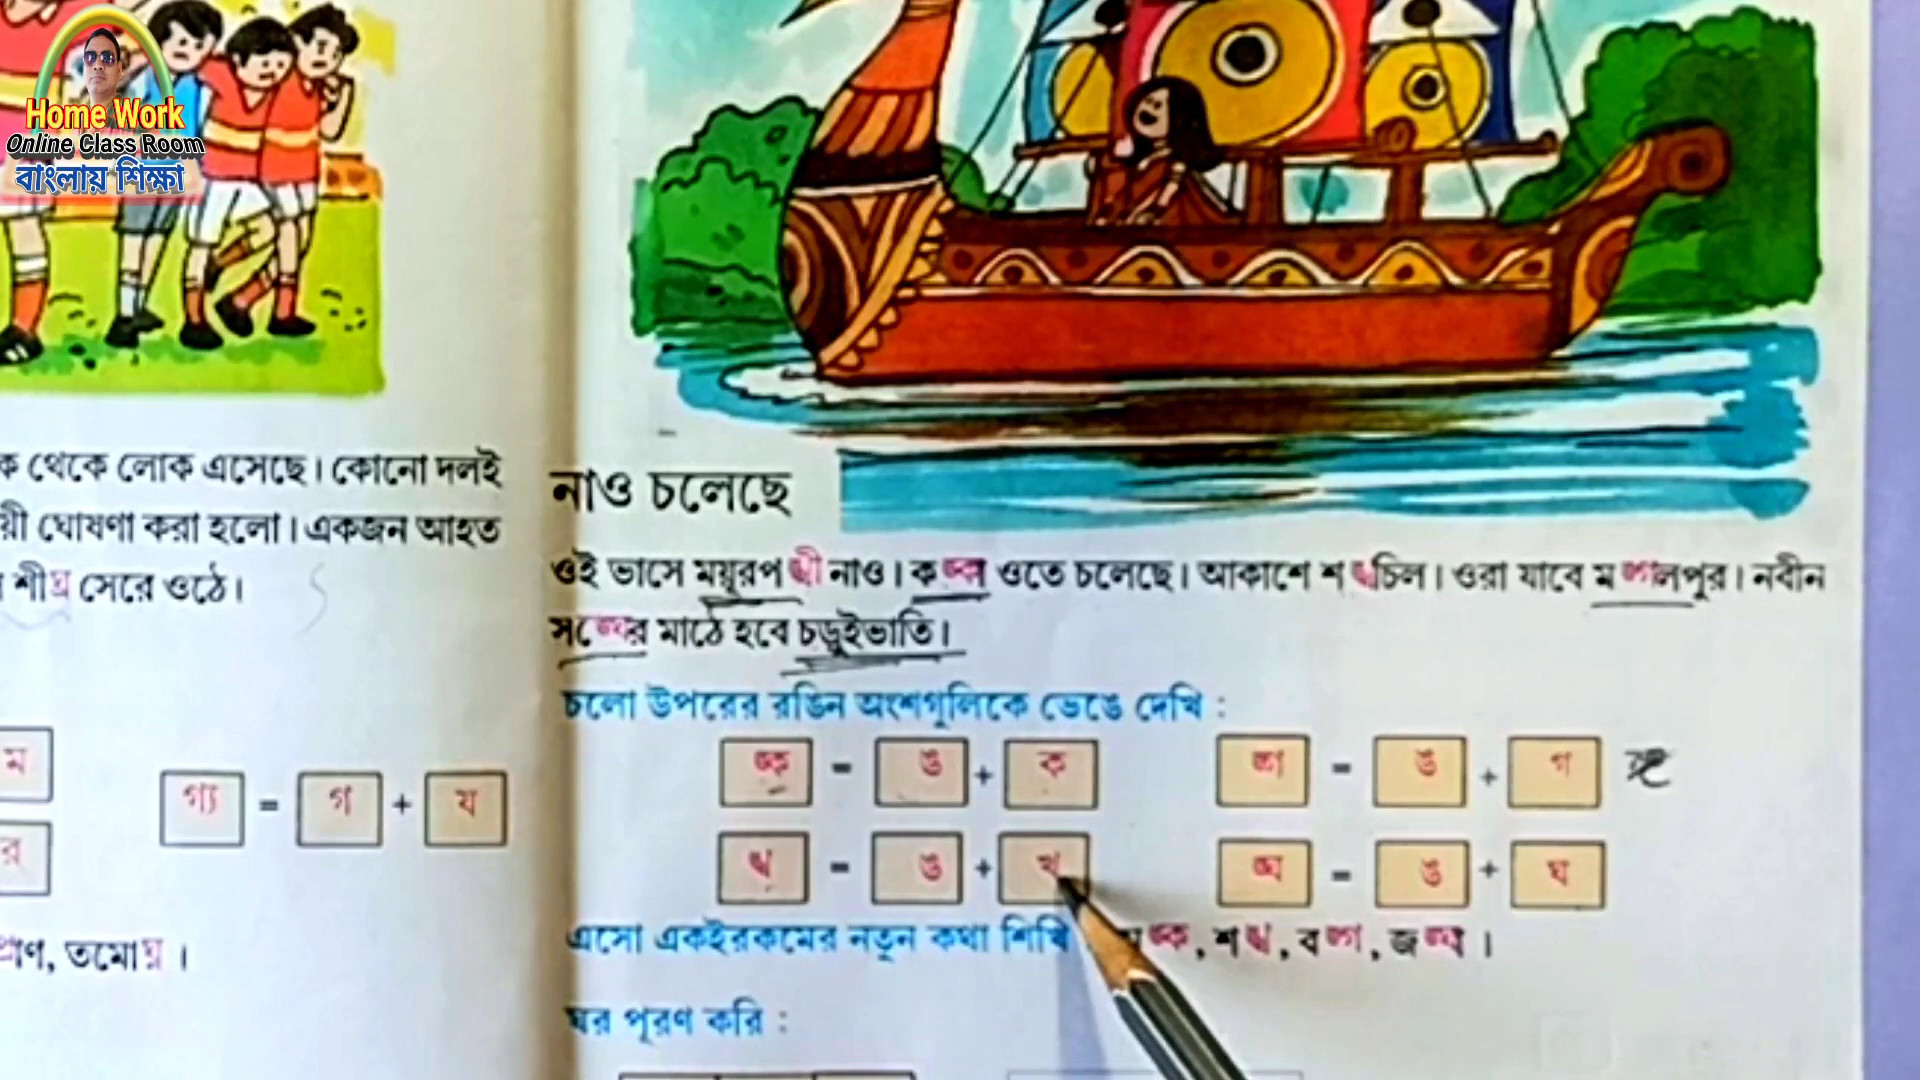 Home Work
Online Class Room
বাংলায় শিক্ষা
ক থেকে লোক এসেছে। কোনো দলই
য়ী ঘোষণা করা হলো। একজন আহত
শীঘ্র সেরে ওঠে।
ম
গ্য = গ + য
র
প্রাণ, তমোঘ্ন।
নাও চলেছে
ওই ভাসে ময়ূরপঙ্খী নাও। কঙ্কা ওতে চলেছে। আকাশে শঙ্খচিল। ওরা যাবে মঙ্গলপুর। নবীন
সঙ্ঘের মাঠে হবে চড়ুইভাতি।
চলো উপরের রঙিন অংশগুলিকে ভেঙে দেখি :
ঙ্ক = ঙ + ক ঙ্গ = ঙ + গ ঙ্গ
ঙ্খ = ঙ + খ ঙ্ঘ = ঙ + ঘ
এসো একইরকমের নতুন কথা শিখি ঙ্ক, শঙ্খ, বঙ্গ, জঙ্ঘা।
ঘর পূরণ করি :